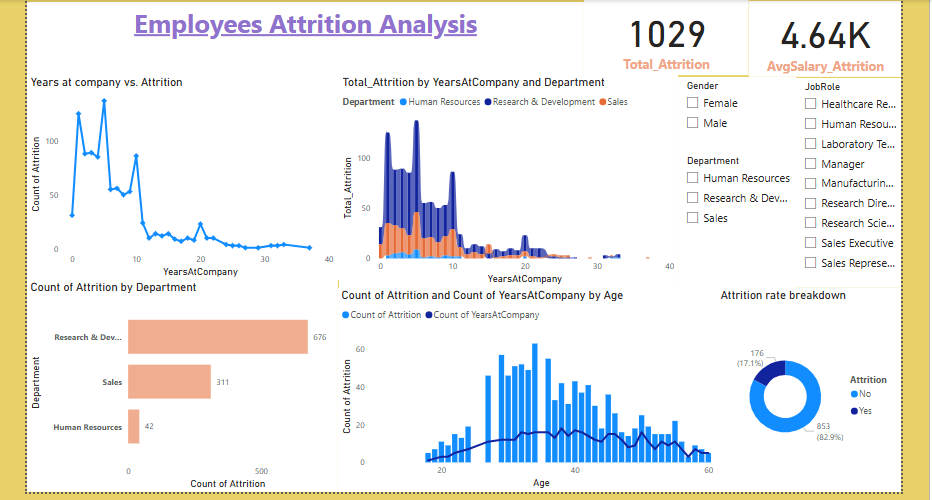 Employees Attrition Analysis
1029
Total_Attrition
4.64K
AvgSalary_Attrition
Years at company vs. Attrition
Count of Attrition
100
50
0
0 10 20 30 40
YearsAtCompany
Total_Attrition by YearsAtCompany and Department
Department Human Resources Research & Development Sales
Total_Attrition
100
50
0
0 10 20 30 40
YearsAtCompany
Gender
Female
Male
Department
Human Resources
Research & Dev...
Sales
JobRole
Healthcare Re...
Human Resou...
Laboratory Te...
Manager
Manufacturin...
Research Dire...
Research Scie...
Sales Executive
Sales Represe...
Count of Attrition by Department
Department
Research & Dev... 676
Sales 311
Human Resources 42
0 500
Count of Attrition
Count of Attrition and Count of YearsAtCompany by Age
Count of Attrition Count of YearsAtCompany
Count of Attrition
60
40
20
0
20 40 60
Age
Attrition rate breakdown
176
(17.1%)
853
(82.9%)
Attrition
No
Yes